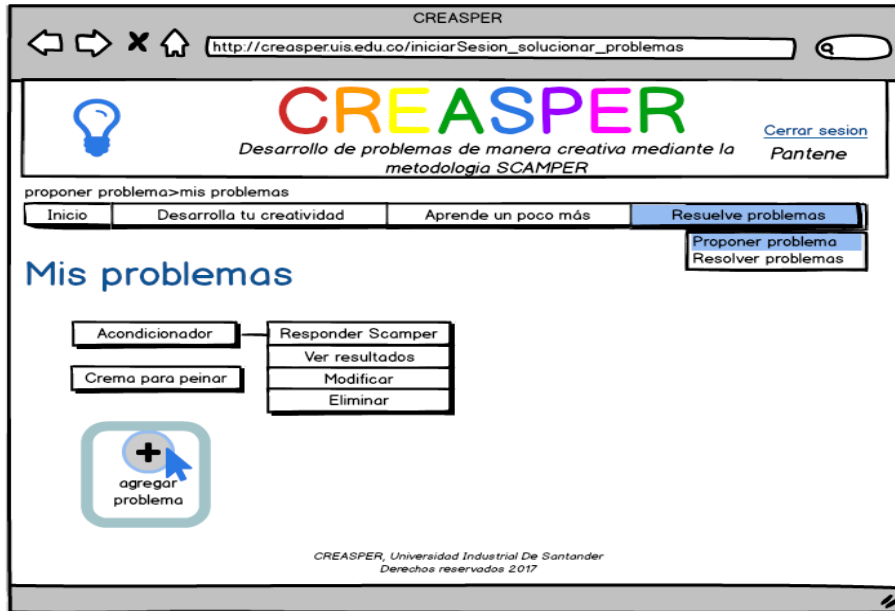 CREASPER
http://creasper.uis.edu.co/iniciarSesion_solucionar_problemas
CREASPER
Desarrollo de problemas de manera creativa mediante la
metodologia SCAMPER
Cerrar sesion
Pantene
proponer problema>mis problemas
Inicio
Desarrolla tu creatividad
Aprende un poco más
Resuelve problemas
Proponer problema
Resolver problemas
Mis problemas
Acondicionador
Responder Scamper
Ver resultados
Crema para peinar
Modificar
Eliminar
agregar
problema
CREASPER, Universidad Industrial De Santander
Derechos reservados 2017